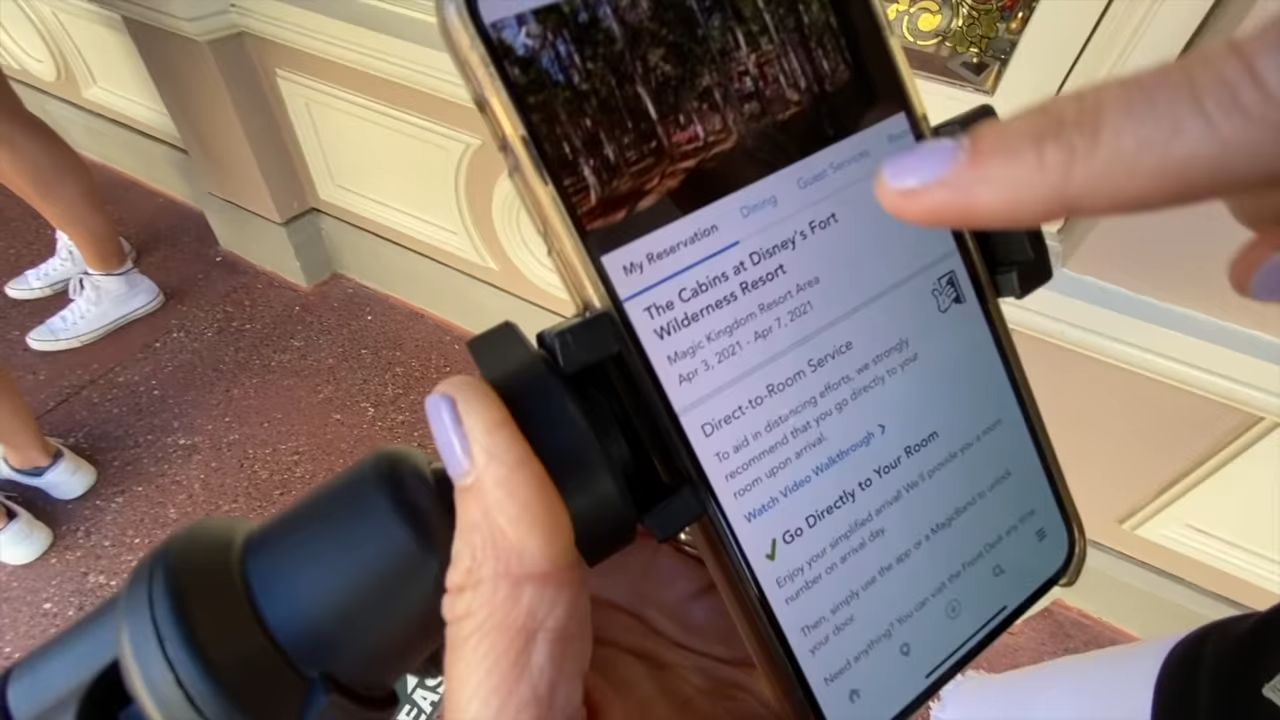 My Reservation Dining Guest Services
The Cabins at Disney's Fort
Wilderness Resort
Magic Kingdom Resort Area
Apr 3, 2021 - Apr 7, 2021
Direct-to-Room Service
To aid in distancing efforts, we strongly
recommend that you go directly to your
room upon arrival.
Watch Video Walkthrough >
Go Directly to Your Room
Enjoy your simplified arrival! We'll provide you a room
number on arrival day.
Then, simply use the app or a MagicBand to unlock
your door.
Need anything? You can visit the Front Desk any time.